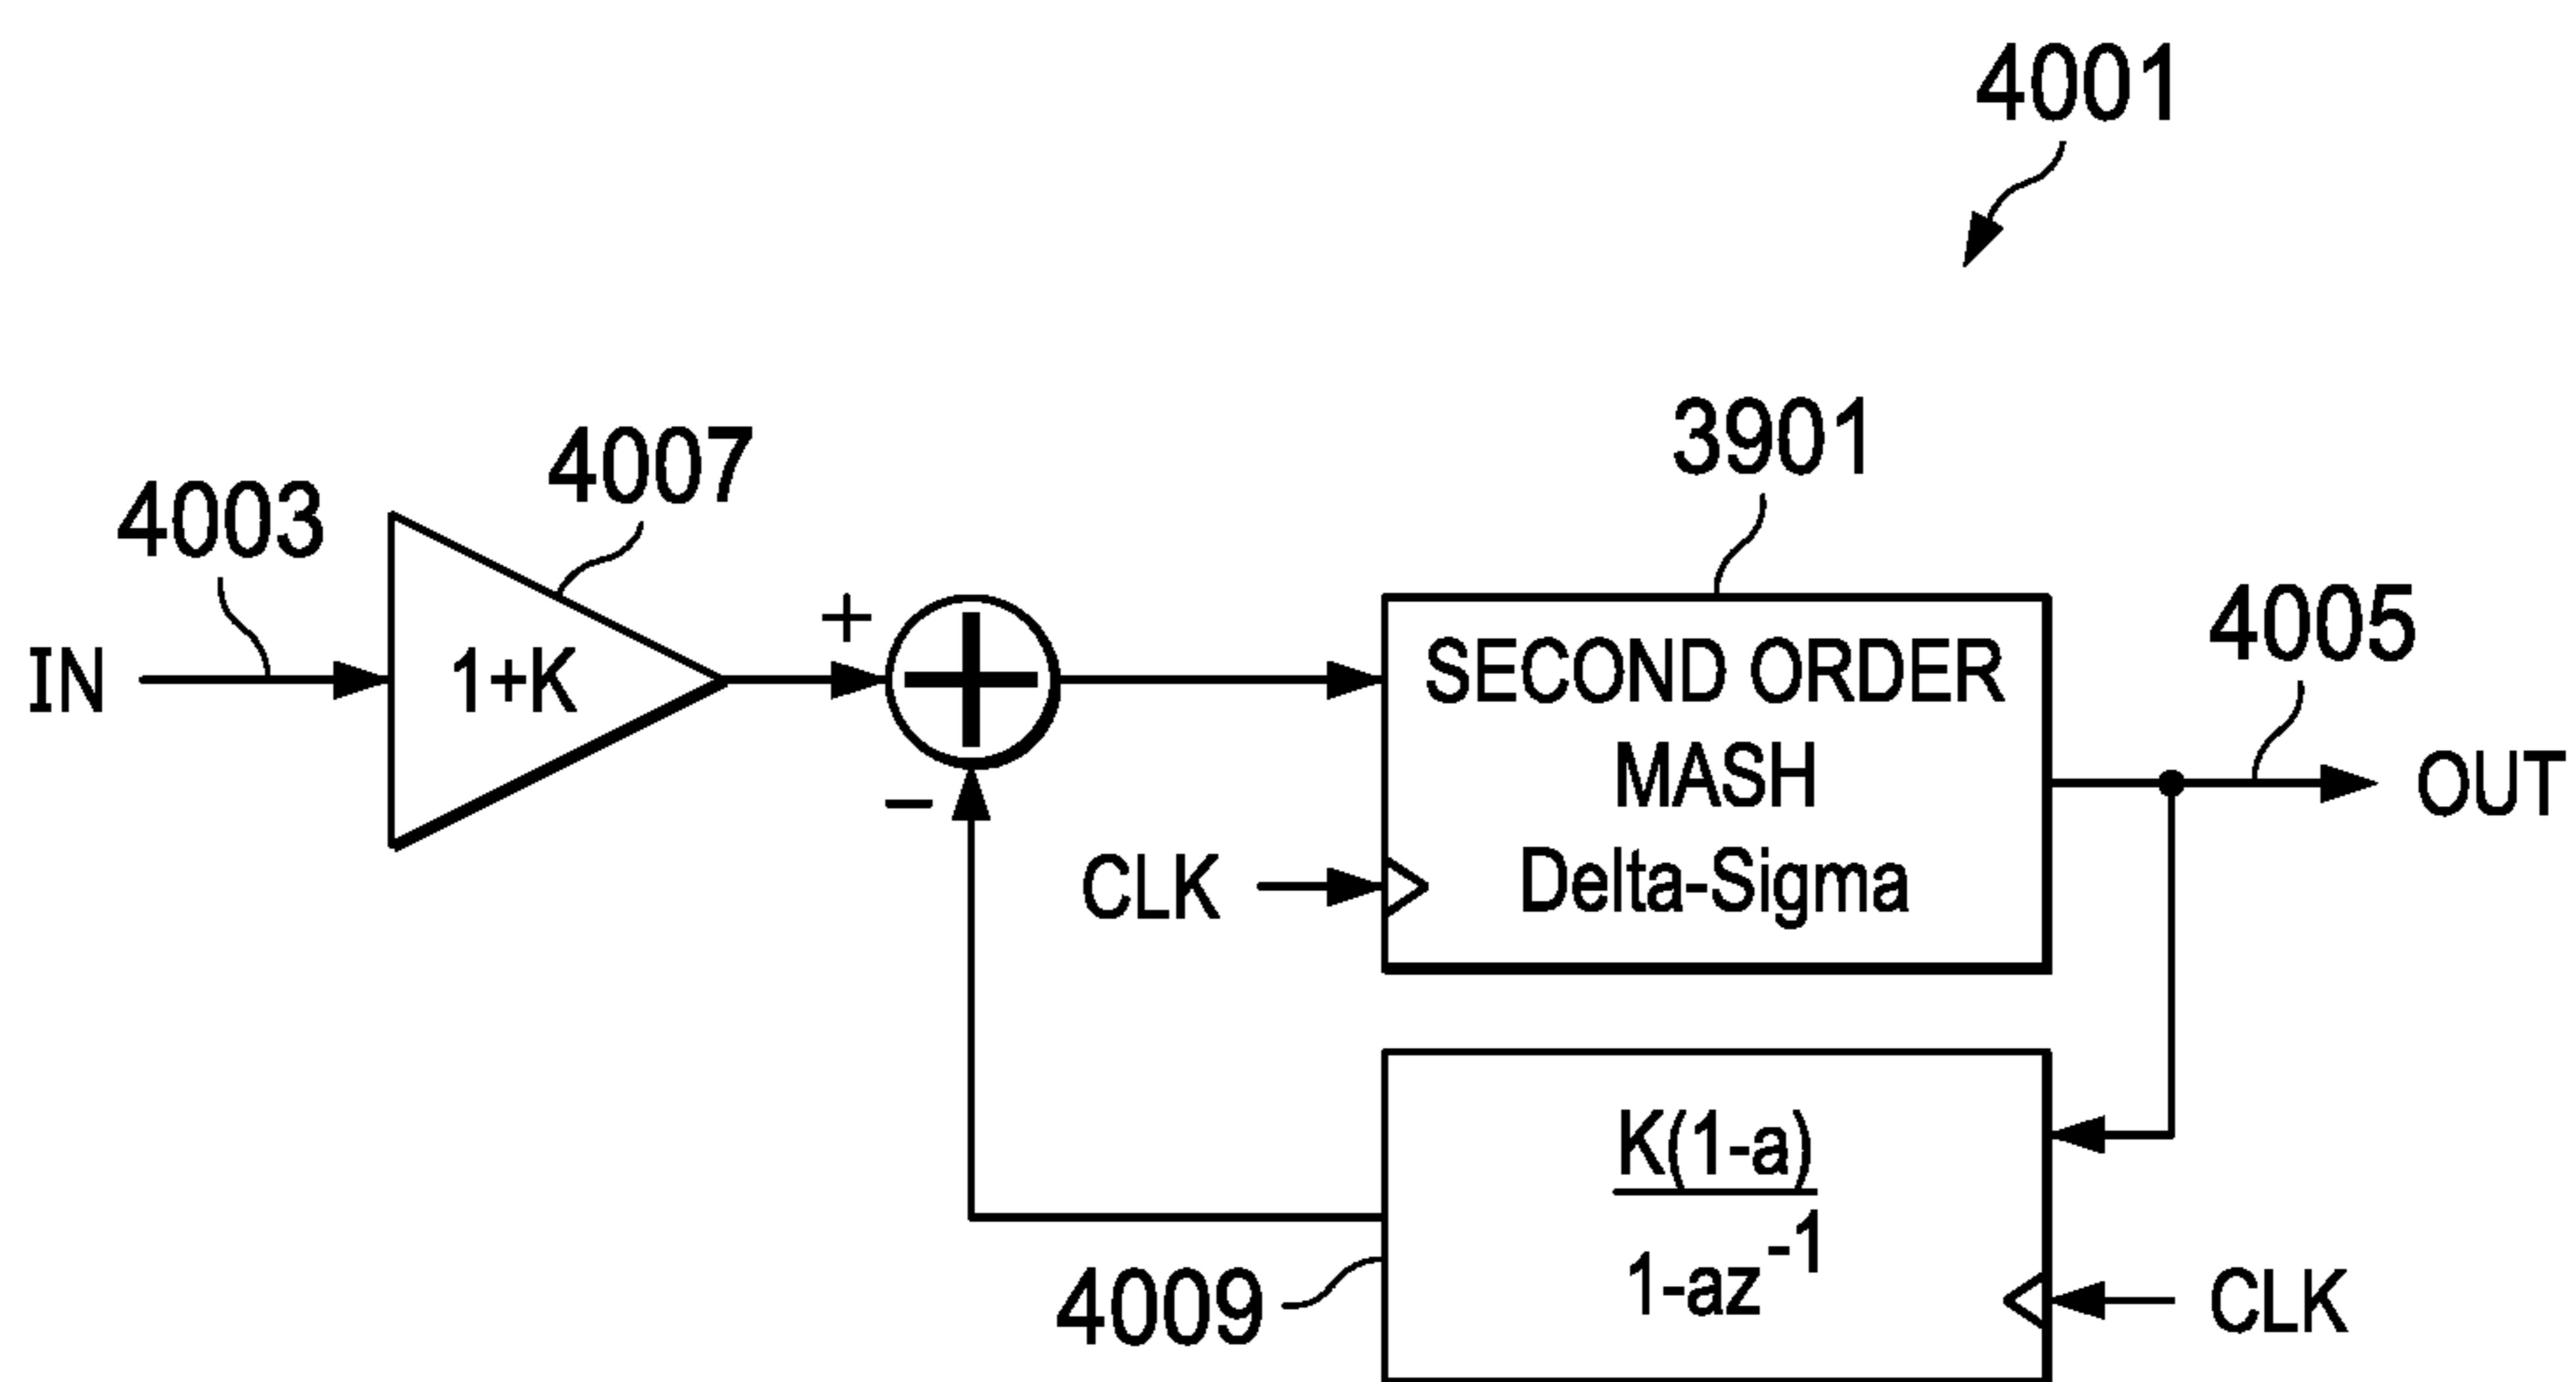 4001
3901
4007
4003
4005
IN
1+K
+
SECOND ORDER
MASH
Delta-Sigma
OUT
−
CLK
K(1-a)
1-az⁻¹
4009
CLK